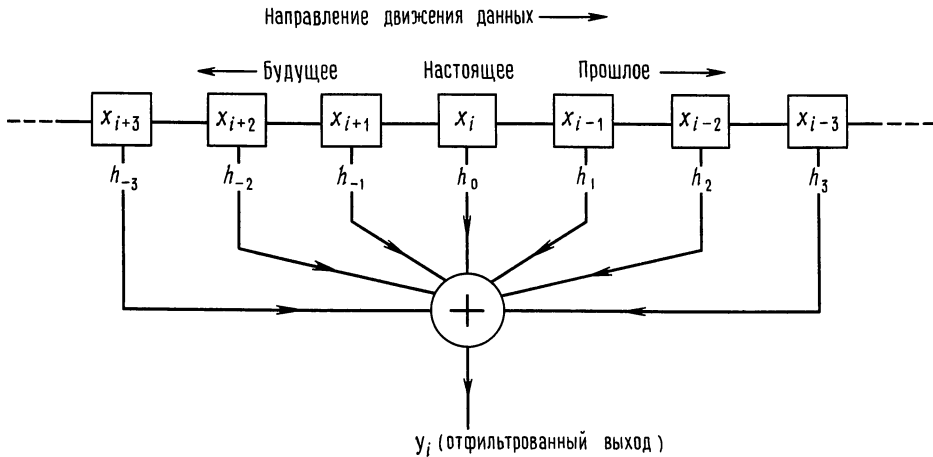 Направление движения данных
Будущее Настоящее Прошлое
x_{i+3} x_{i+2} x_{i+1} x_i x_{i−1} x_{i−2} x_{i−3}
h_{−3} h_{−2} h_{−1} h_0 h_1 h_2 h_3
+
y_i (отфильтрованный выход)